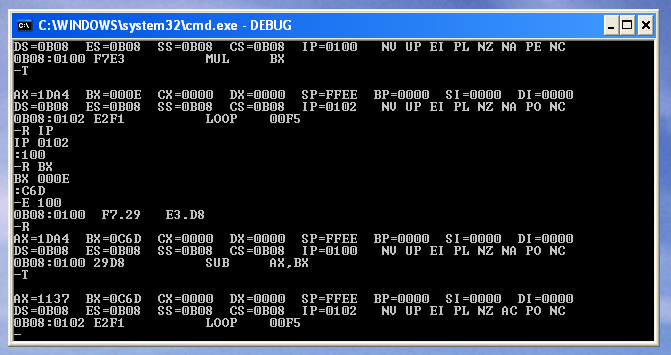 C:\WINDOWS\system32\cmd.exe - DEBUG
DS=0B08  ES=0B08  SS=0B08  CS=0B08  IP=0100   NV UP EI PL NZ NA PE NC
0B08:0100 F7E3          MUL     BX
-T

AX=1DA4  BX=000E  CX=0000  DX=0000  SP=FFEE  BP=0000  SI=0000  DI=0000
DS=0B08  ES=0B08  SS=0B08  CS=0B08  IP=0102   NV UP EI PL NZ NA PO NC
0B08:0102 E2F1          LOOP    00F5
-R IP
IP 0102
:100
-R BX
BX 000E
:C6D
-E 100
0B08:0100  F7.29   E3.D8
-R
AX=1DA4  BX=0C6D  CX=0000  DX=0000  SP=FFEE  BP=0000  SI=0000  DI=0000
DS=0B08  ES=0B08  SS=0B08  CS=0B08  IP=0100   NV UP EI PL NZ NA PO NC
0B08:0100 29D8          SUB     AX,BX
-T

AX=1137  BX=0C6D  CX=0000  DX=0000  SP=FFEE  BP=0000  SI=0000  DI=0000
DS=0B08  ES=0B08  SS=0B08  CS=0B08  IP=0102   NV UP EI PL NZ AC PO NC
0B08:0102 E2F1          LOOP    00F5
-